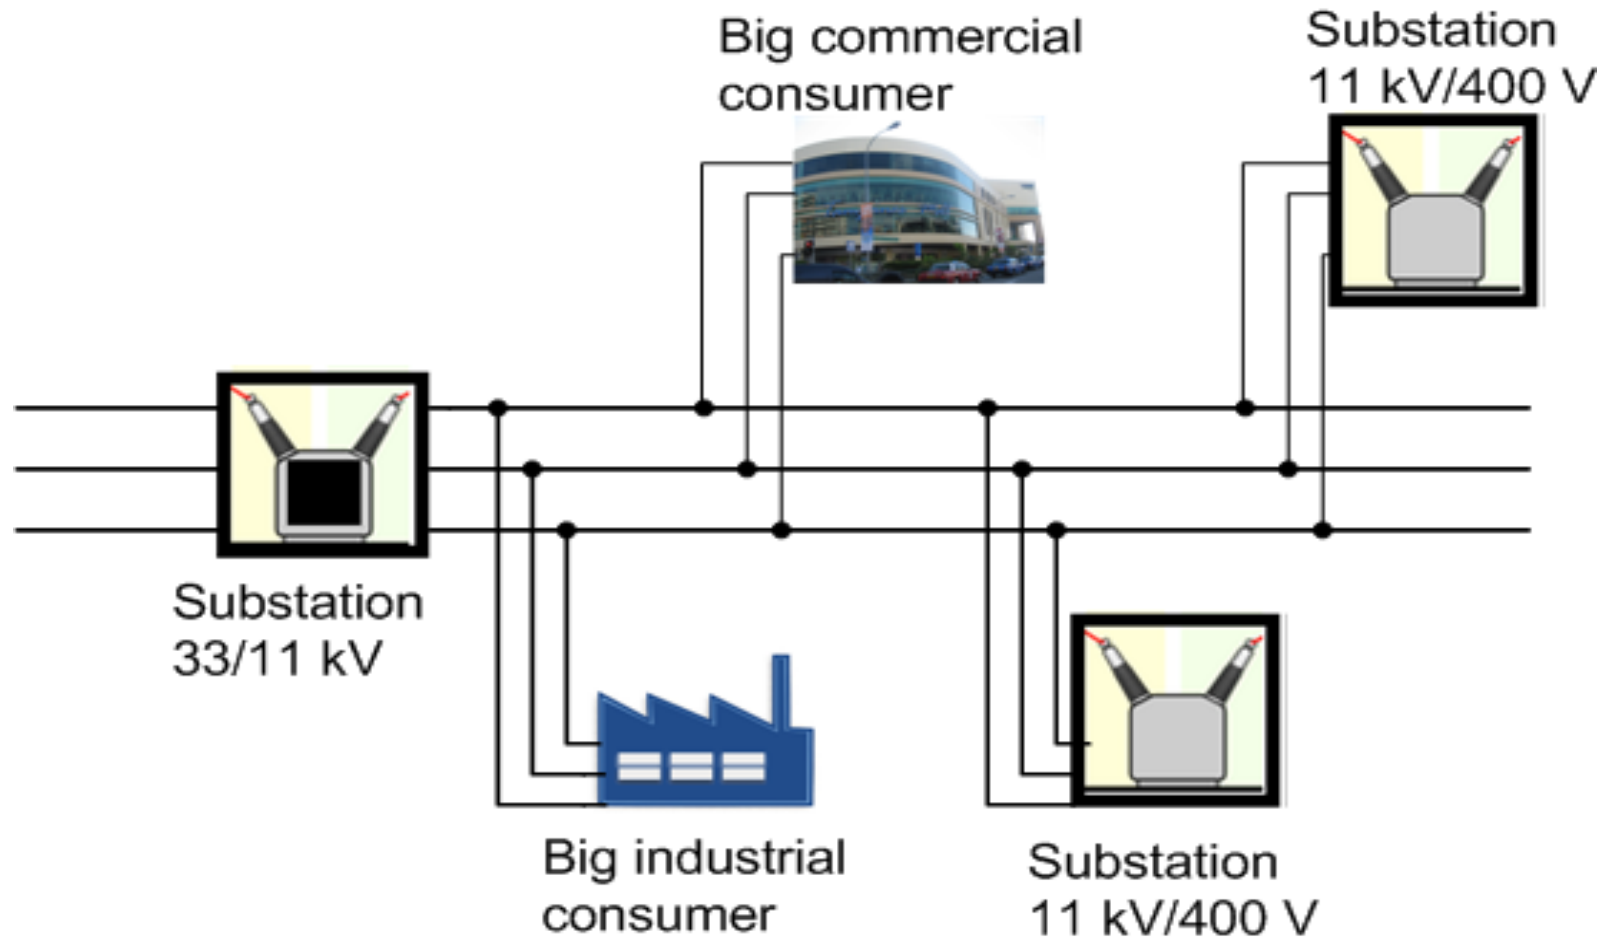 Big commercial
consumer
Substation
11 kV/400 V
Substation
33/11 kV
Big industrial
consumer
Substation
11 kV/400 V